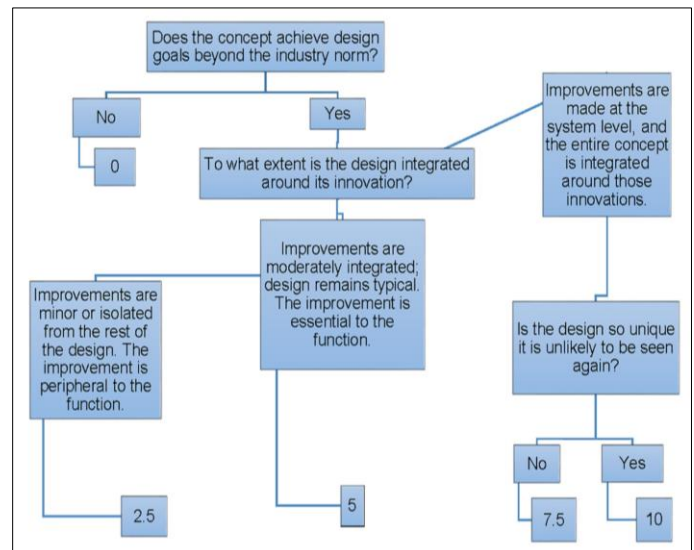 Does the concept achieve design
goals beyond the industry norm?
No
Yes
0
To what extent is the design integrated
around its innovation?
Improvements are
made at the
system level, and
the entire concept
is integrated
around those
innovations.
Improvements are
moderately integrated;
design remains typical.
The improvement is
essential to the
function.
Improvements are
minor or isolated
from the rest of
the design. The
improvement is
peripheral to the
function.
Is the design so unique
it is unlikely to be seen
again?
No
Yes
2.5
5
7.5
10